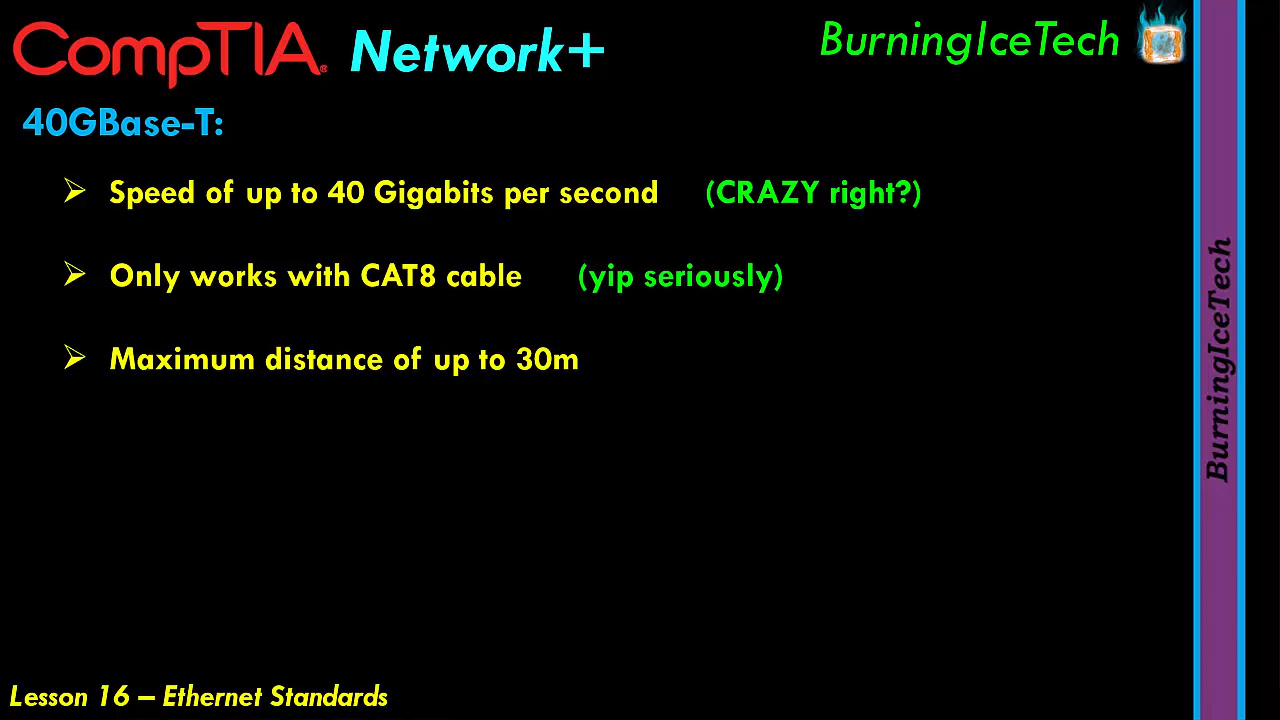 CompTIA® Network+
BurningIceTech
40GBase-T:
➢ Speed of up to 40 Gigabits per second (CRAZY right?)
➢ Only works with CAT8 cable (yip seriously)
➢ Maximum distance of up to 30m
BurningIceTech
Lesson 16 – Ethernet Standards